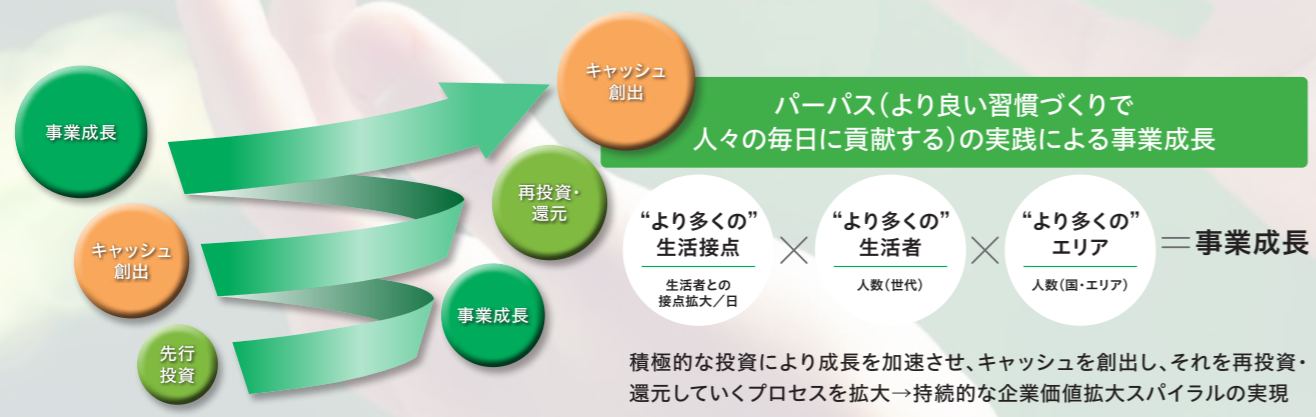 事業成長
キャッシュ
創出
先行
投資
事業成長
再投資・
還元
キャッシュ
創出
パーパス（より良い習慣づくりで
人々の毎日に貢献する）の実践による事業成長
“より多くの”
生活接点
生活者との
接点拡大／日
×
“より多くの”
生活者
人数（世代）
×
“より多くの”
エリア
人数（国・エリア）
＝事業成長
積極的な投資により成長を加速させ、キャッシュを創出し、それを再投資・
還元していくプロセスを拡大→持続的な企業価値拡大スパイラルの実現